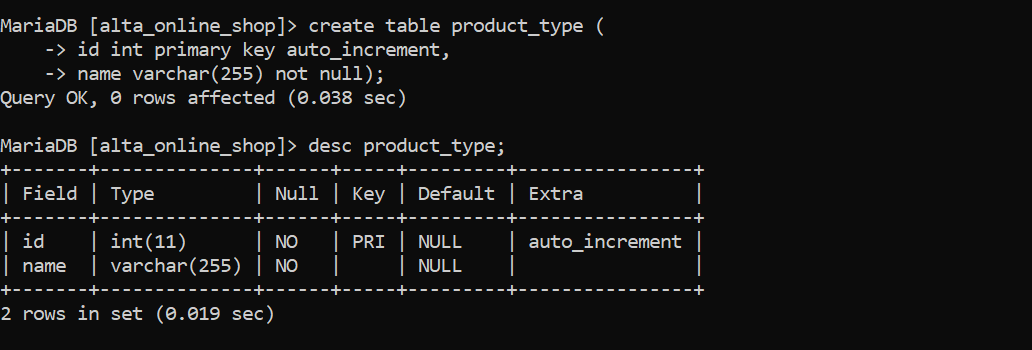 MariaDB [alta_online_shop]> create table product_type (
    -> id int primary key auto_increment,
    -> name varchar(255) not null);
Query OK, 0 rows affected (0.038 sec)

MariaDB [alta_online_shop]> desc product_type;
+-------+--------------+------+-----+---------+----------------+
| Field | Type         | Null | Key | Default | Extra          |
+-------+--------------+------+-----+---------+----------------+
| id    | int(11)      | NO   | PRI | NULL    | auto_increment |
| name  | varchar(255) | NO   |     | NULL    |                |
+-------+--------------+------+-----+---------+----------------+
2 rows in set (0.019 sec)